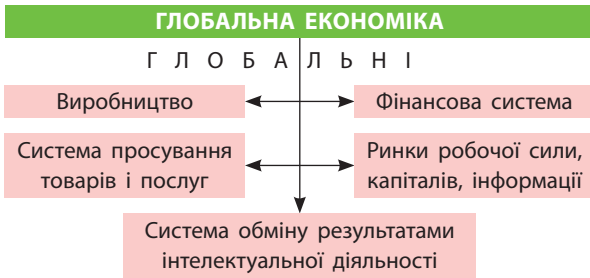 ГЛОБАЛЬНА ЕКОНОМІКА
Г Л О Б А Л Ь Н І
Виробництво
Фінансова система
Система просування
товарів і послуг
Ринки робочої сили,
капіталів, інформації
Система обміну результатами
інтелектуальної діяльності